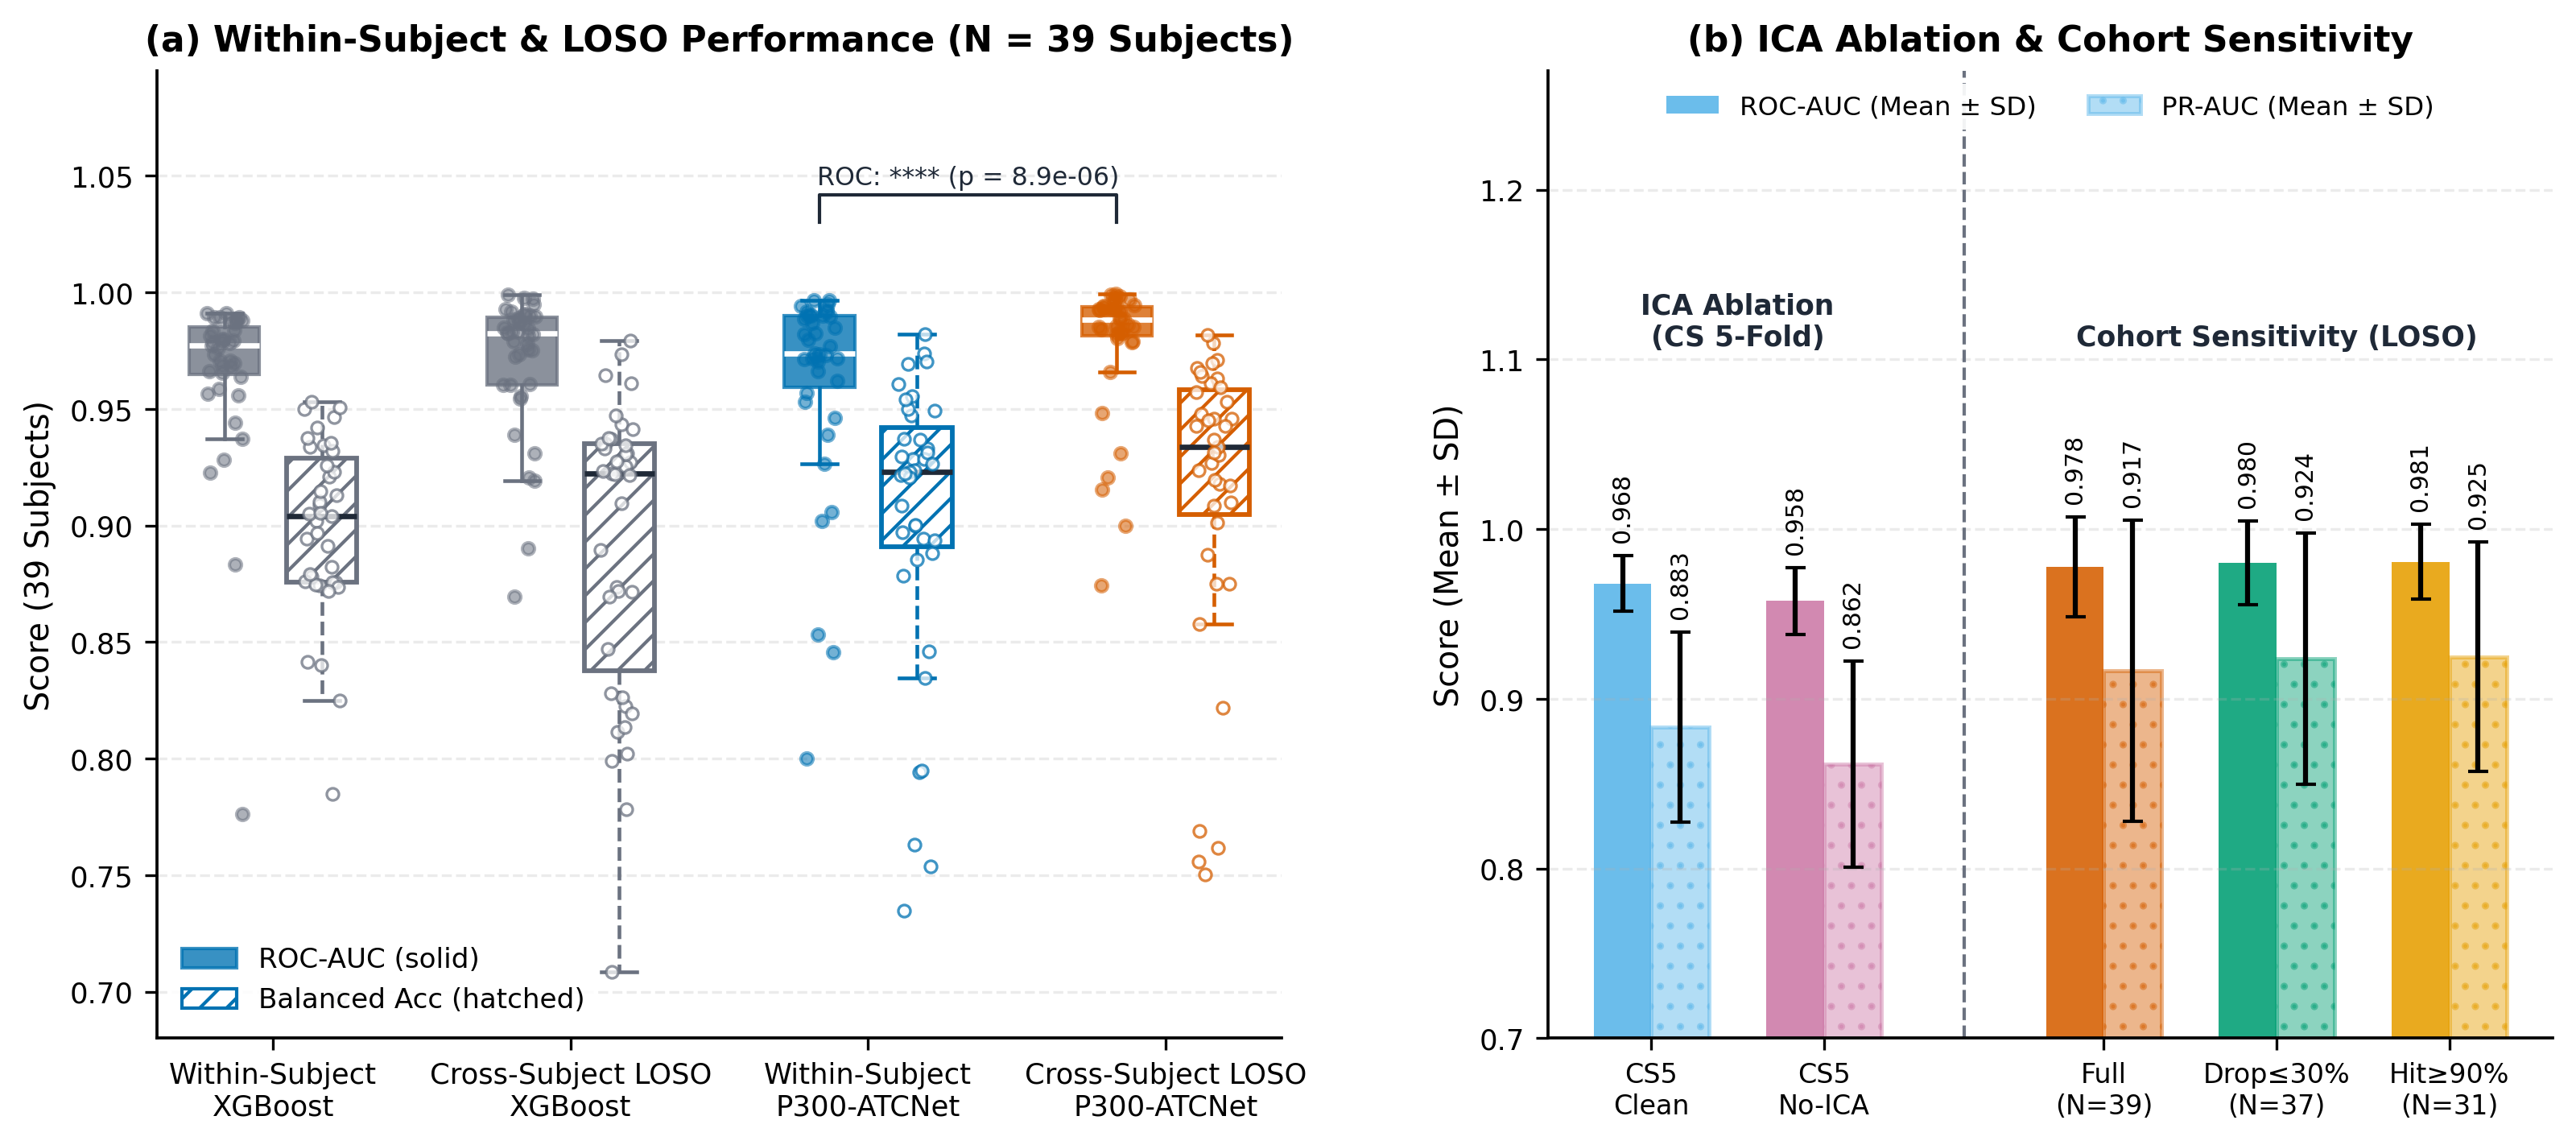 (a) Within-Subject & LOSO Performance (N = 39 Subjects)
Score (39 Subjects)
1.05
1.00
0.95
0.90
0.85
0.80
0.75
0.70
ROC: **** (p = 8.9e-06)
ROC-AUC (solid)
Balanced Acc (hatched)
Within-Subject
XGBoost
Cross-Subject LOSO
XGBoost
Within-Subject
P300-ATCNet
Cross-Subject LOSO
P300-ATCNet
(b) ICA Ablation & Cohort Sensitivity
ROC-AUC (Mean ± SD)
PR-AUC (Mean ± SD)
Score (Mean ± SD)
1.2
1.1
1.0
0.9
0.8
0.7
ICA Ablation
(CS 5-Fold)
Cohort Sensitivity (LOSO)
0.968
0.883
0.958
0.862
0.978
0.917
0.980
0.924
0.981
0.925
CS5
Clean
CS5
No-ICA
Full
(N=39)
Drop≤30%
(N=37)
Hit≥90%
(N=31)